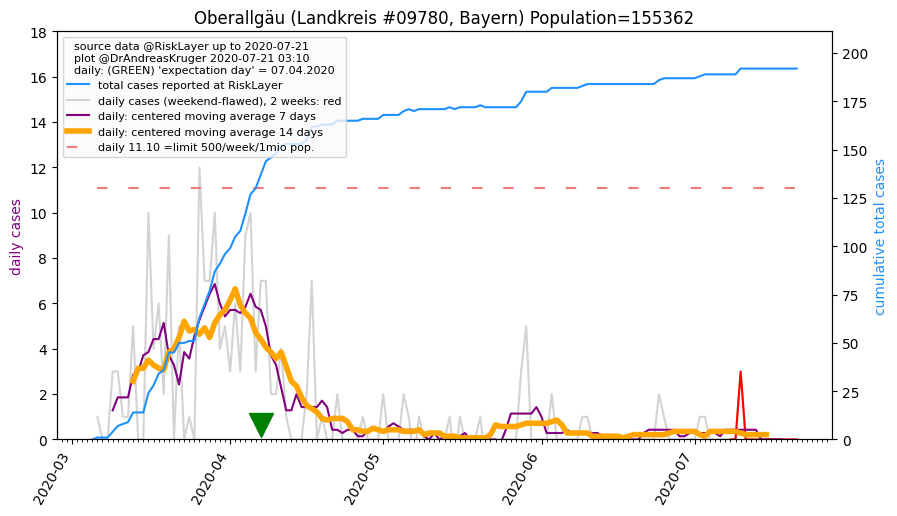 Oberallgäu (Landkreis #09780, Bayern) Population=155362
source data @RiskLayer up to 2020-07-21
plot @DrAndreasKruger 2020-07-21 03:10
daily: (GREEN) 'expectation day' = 07.04.2020
total cases reported at RiskLayer
daily cases (weekend-flawed), 2 weeks: red
daily: centered moving average 7 days
daily: centered moving average 14 days
daily 11.10 =limit 500/week/1mio pop.
daily cases
18
16
14
12
10
8
6
4
2
0
200
175
150
125
100
75
50
25
0
cumulative total cases
2020-03
2020-04
2020-05
2020-06
2020-07